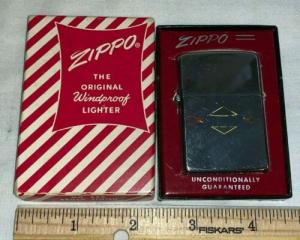 ZIPPO®
THE
ORIGINAL
Windproof
LIGHTER
ZIPPO
UNCONDITIONALLY
GUARANTEED
1
2
3
4
FISKARS®